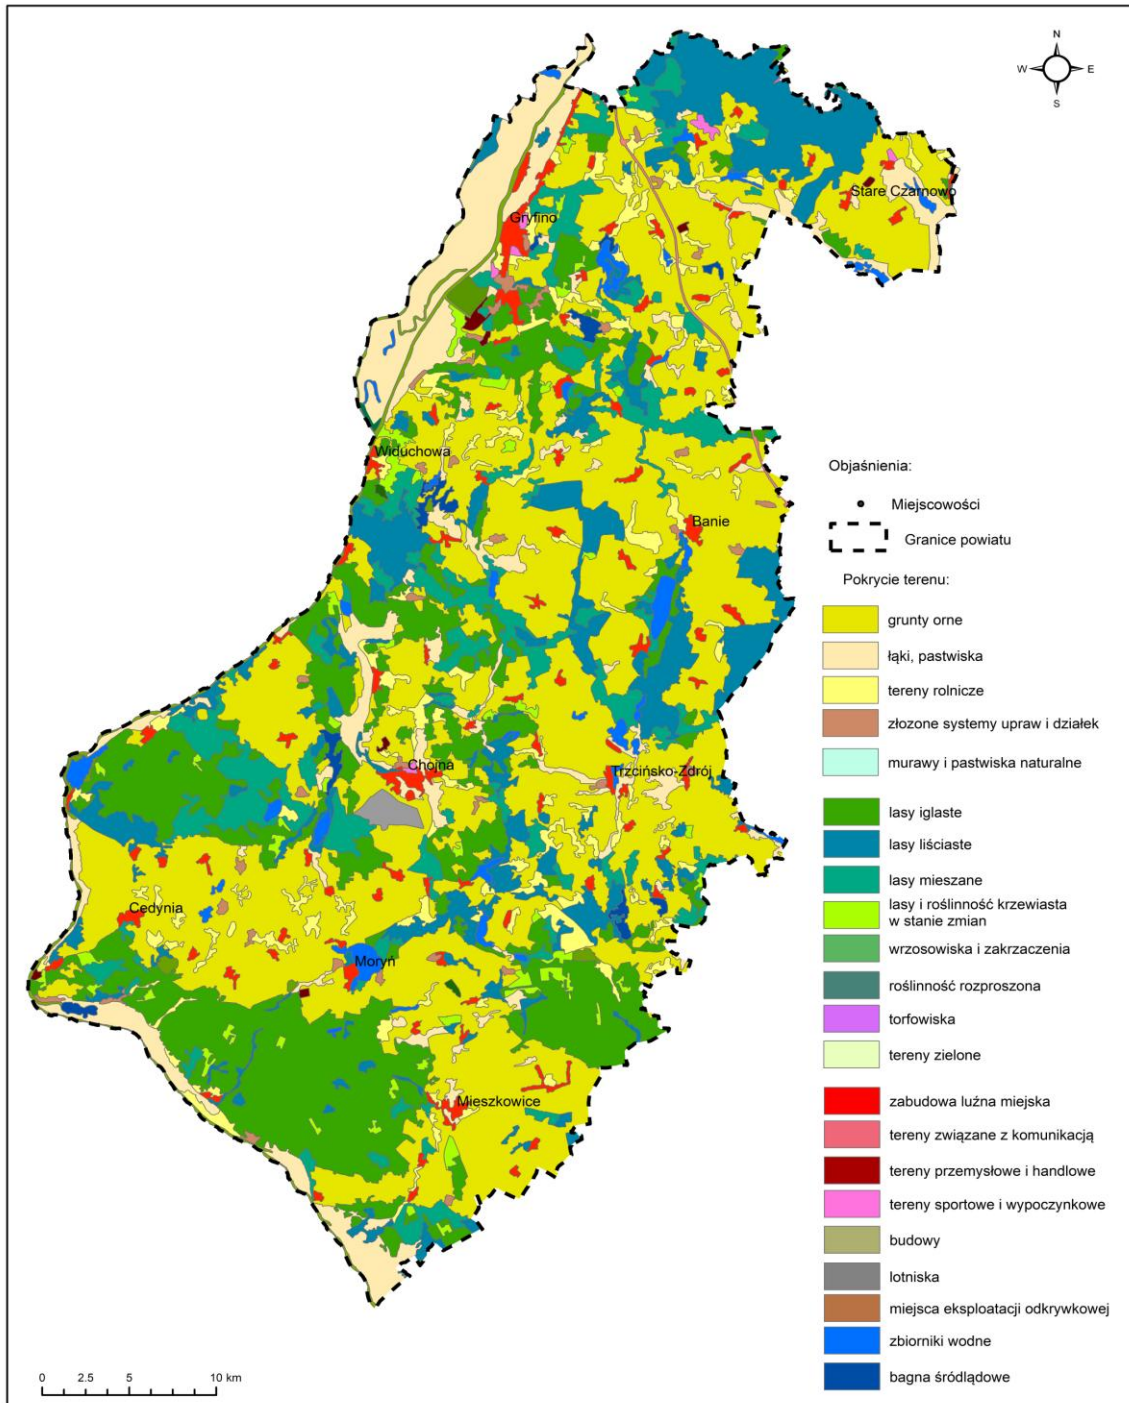 N
W
E
S
Stare Czarnowo
Gryfino
Widuchowa
Banie
Chojna
Trzcińsko-Zdrój
Cedynia
Moryń
Mieszkowice
Objaśnienia:
Miejscowości
Granice powiatu
Pokrycie terenu:
grunty orne
łąki, pastwiska
tereny rolnicze
złozone systemy upraw i działek
murawy i pastwiska naturalne
lasy iglaste
lasy liściaste
lasy mieszane
lasy i roślinność krzewiasta
w stanie zmian
wrzosowiska i zakrzaczenia
roślinność rozproszona
torfowiska
tereny zielone
zabudowa luźna miejska
tereny związane z komunikacją
tereny przemysłowe i handlowe
tereny sportowe i wypoczynkowe
budowy
lotniska
miejsca eksploatacji odkrywkowej
zbiorniki wodne
bagna śródlądowe
0 2.5 5 10 km